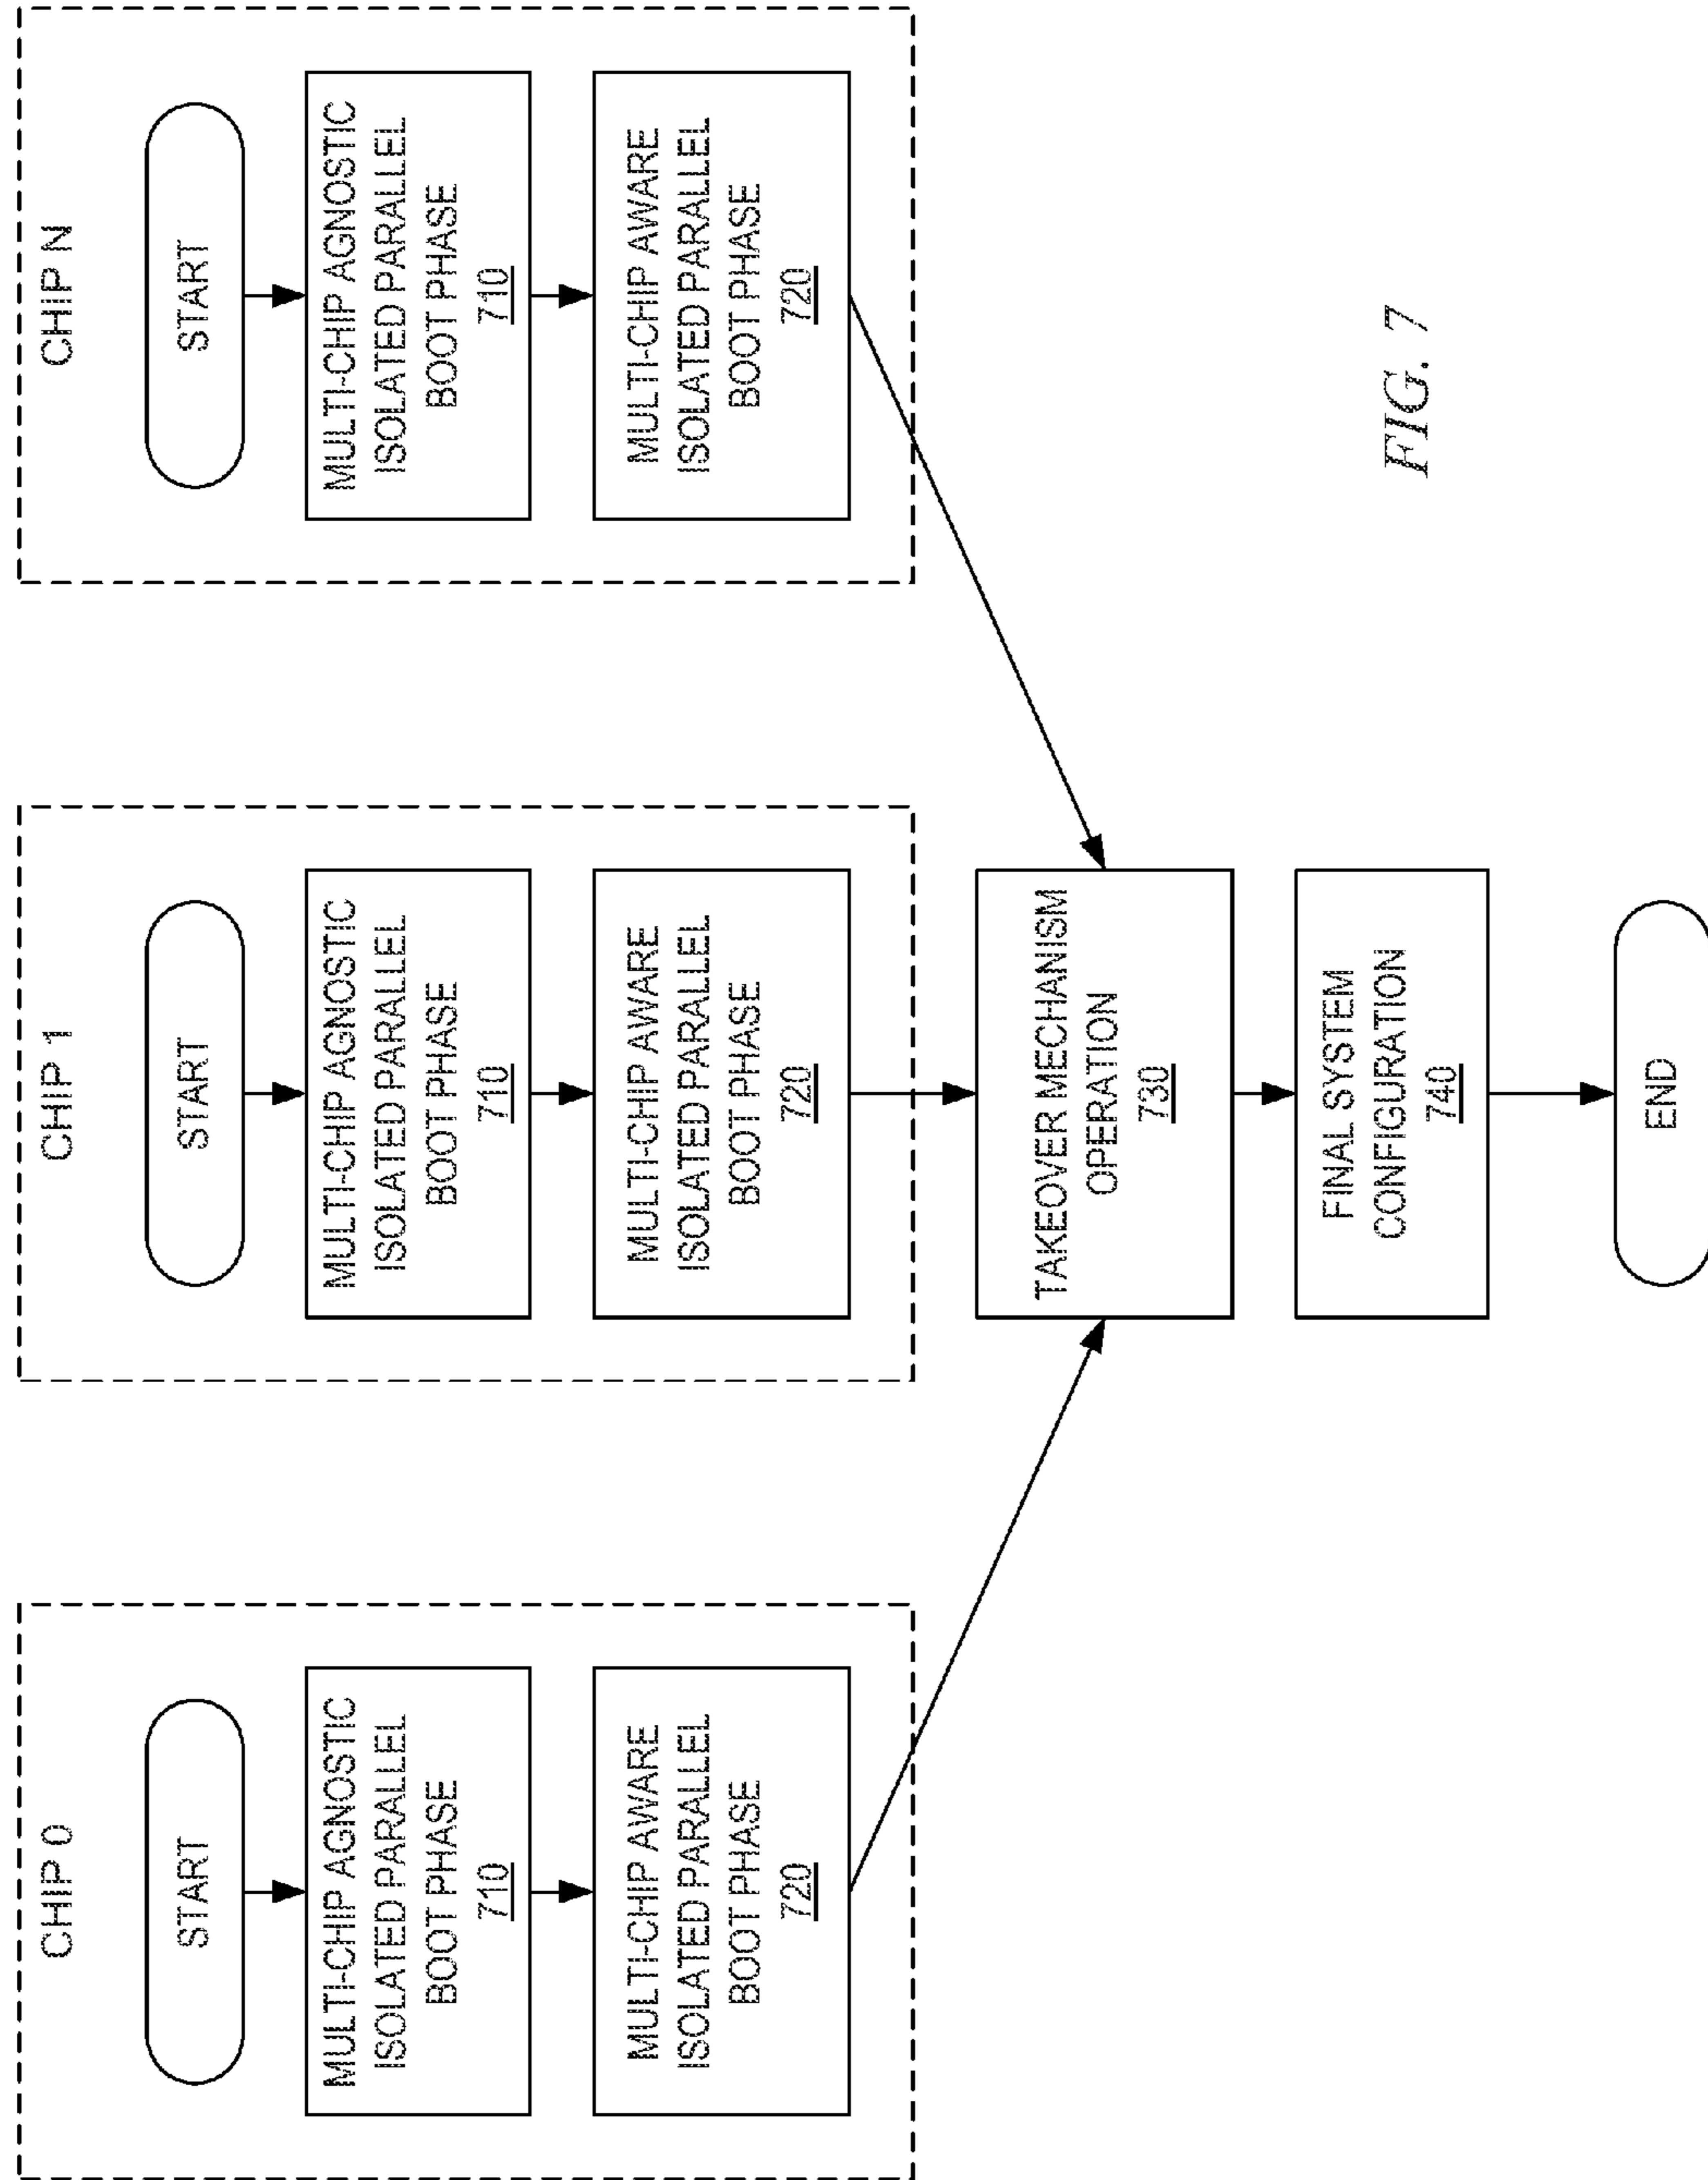 CHIP 0
START
MULTI-CHIP AGNOSTIC
ISOLATED PARALLEL
BOOT PHASE
710
MULTI-CHIP AWARE
ISOLATED PARALLEL
BOOT PHASE
720
CHIP 1
START
MULTI-CHIP AGNOSTIC
ISOLATED PARALLEL
BOOT PHASE
710
MULTI-CHIP AWARE
ISOLATED PARALLEL
BOOT PHASE
720
CHIP N
START
MULTI-CHIP AGNOSTIC
ISOLATED PARALLEL
BOOT PHASE
710
MULTI-CHIP AWARE
ISOLATED PARALLEL
BOOT PHASE
720
TAKEOVER MECHANISM
OPERATION
730
FINAL SYSTEM
CONFIGURATION
740
END
FIG. 7